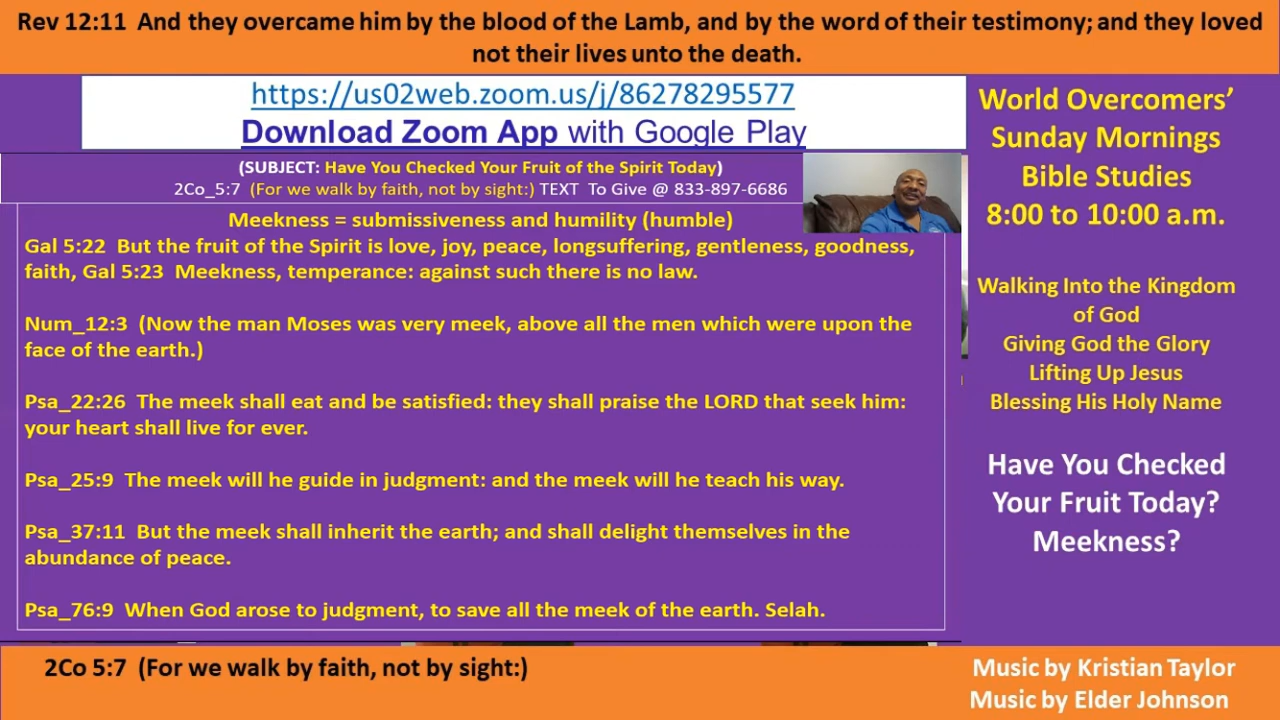 Rev 12:11 And they overcame him by the blood of the Lamb, and by the word of their testimony; and they loved
not their lives unto the death.
https://us02web.zoom.us/j/86278295577
Download Zoom App with Google Play
(SUBJECT: Have You Checked Your Fruit of the Spirit Today)
2Co_5:7 (For we walk by faith, not by sight:) TEXT To Give @ 833-897-6686
Meekness = submissiveness and humility (humble)
Gal 5:22 But the fruit of the Spirit is love, joy, peace, longsuffering, gentleness, goodness,
faith, Gal 5:23 Meekness, temperance: against such there is no law.
Num_12:3 (Now the man Moses was very meek, above all the men which were upon the
face of the earth.)
Psa_22:26 The meek shall eat and be satisfied: they shall praise the LORD that seek him:
your heart shall live for ever.
Psa_25:9 The meek will he guide in judgment: and the meek will he teach his way.
Psa_37:11 But the meek shall inherit the earth; and shall delight themselves in the
abundance of peace.
Psa_76:9 When God arose to judgment, to save all the meek of the earth. Selah.
World Overcomers'
Sunday Mornings
Bible Studies
8:00 to 10:00 a.m.
Walking Into the Kingdom
of God
Giving God the Glory
Lifting Up Jesus
Blessing His Holy Name
Have You Checked
Your Fruit Today?
Meekness?
2Co 5:7 (For we walk by faith, not by sight:)
Music by Kristian Taylor
Music by Elder Johnson